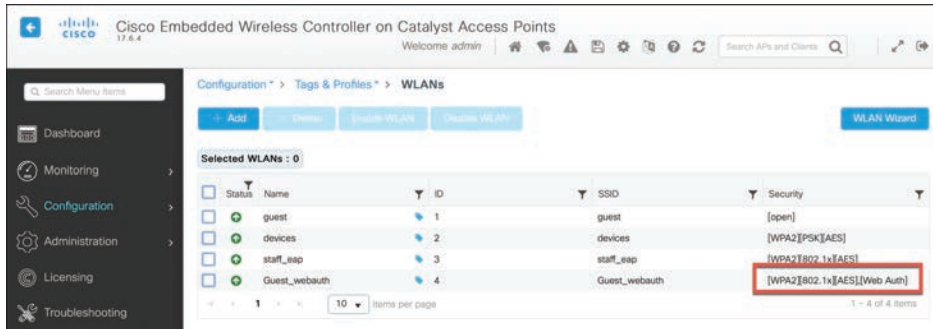 CISCO
Cisco Embedded Wireless Controller on Catalyst Access Points
17.6.4
Welcome admin
Search APs and Clients
Search Menu Items
Configuration > Tags & Profiles > WLANs
+ Add
Delete
Enable WLAN
Disable WLAN
WLAN Wizard
Dashboard
Selected WLANs : 0
Monitoring
Status Name ID SSID Security
Configuration
guest 1 guest [open]
devices 2 devices [WPA2][PSK][AES]
Administration
staff_eap 3 staff_eap [WPA2][802.1x][AES]
Licensing
Guest_webauth 4 Guest_webauth [WPA2][802.1x][AES],[Web Auth]
1 10 items per page 1 - 4 of 4 items
Troubleshooting